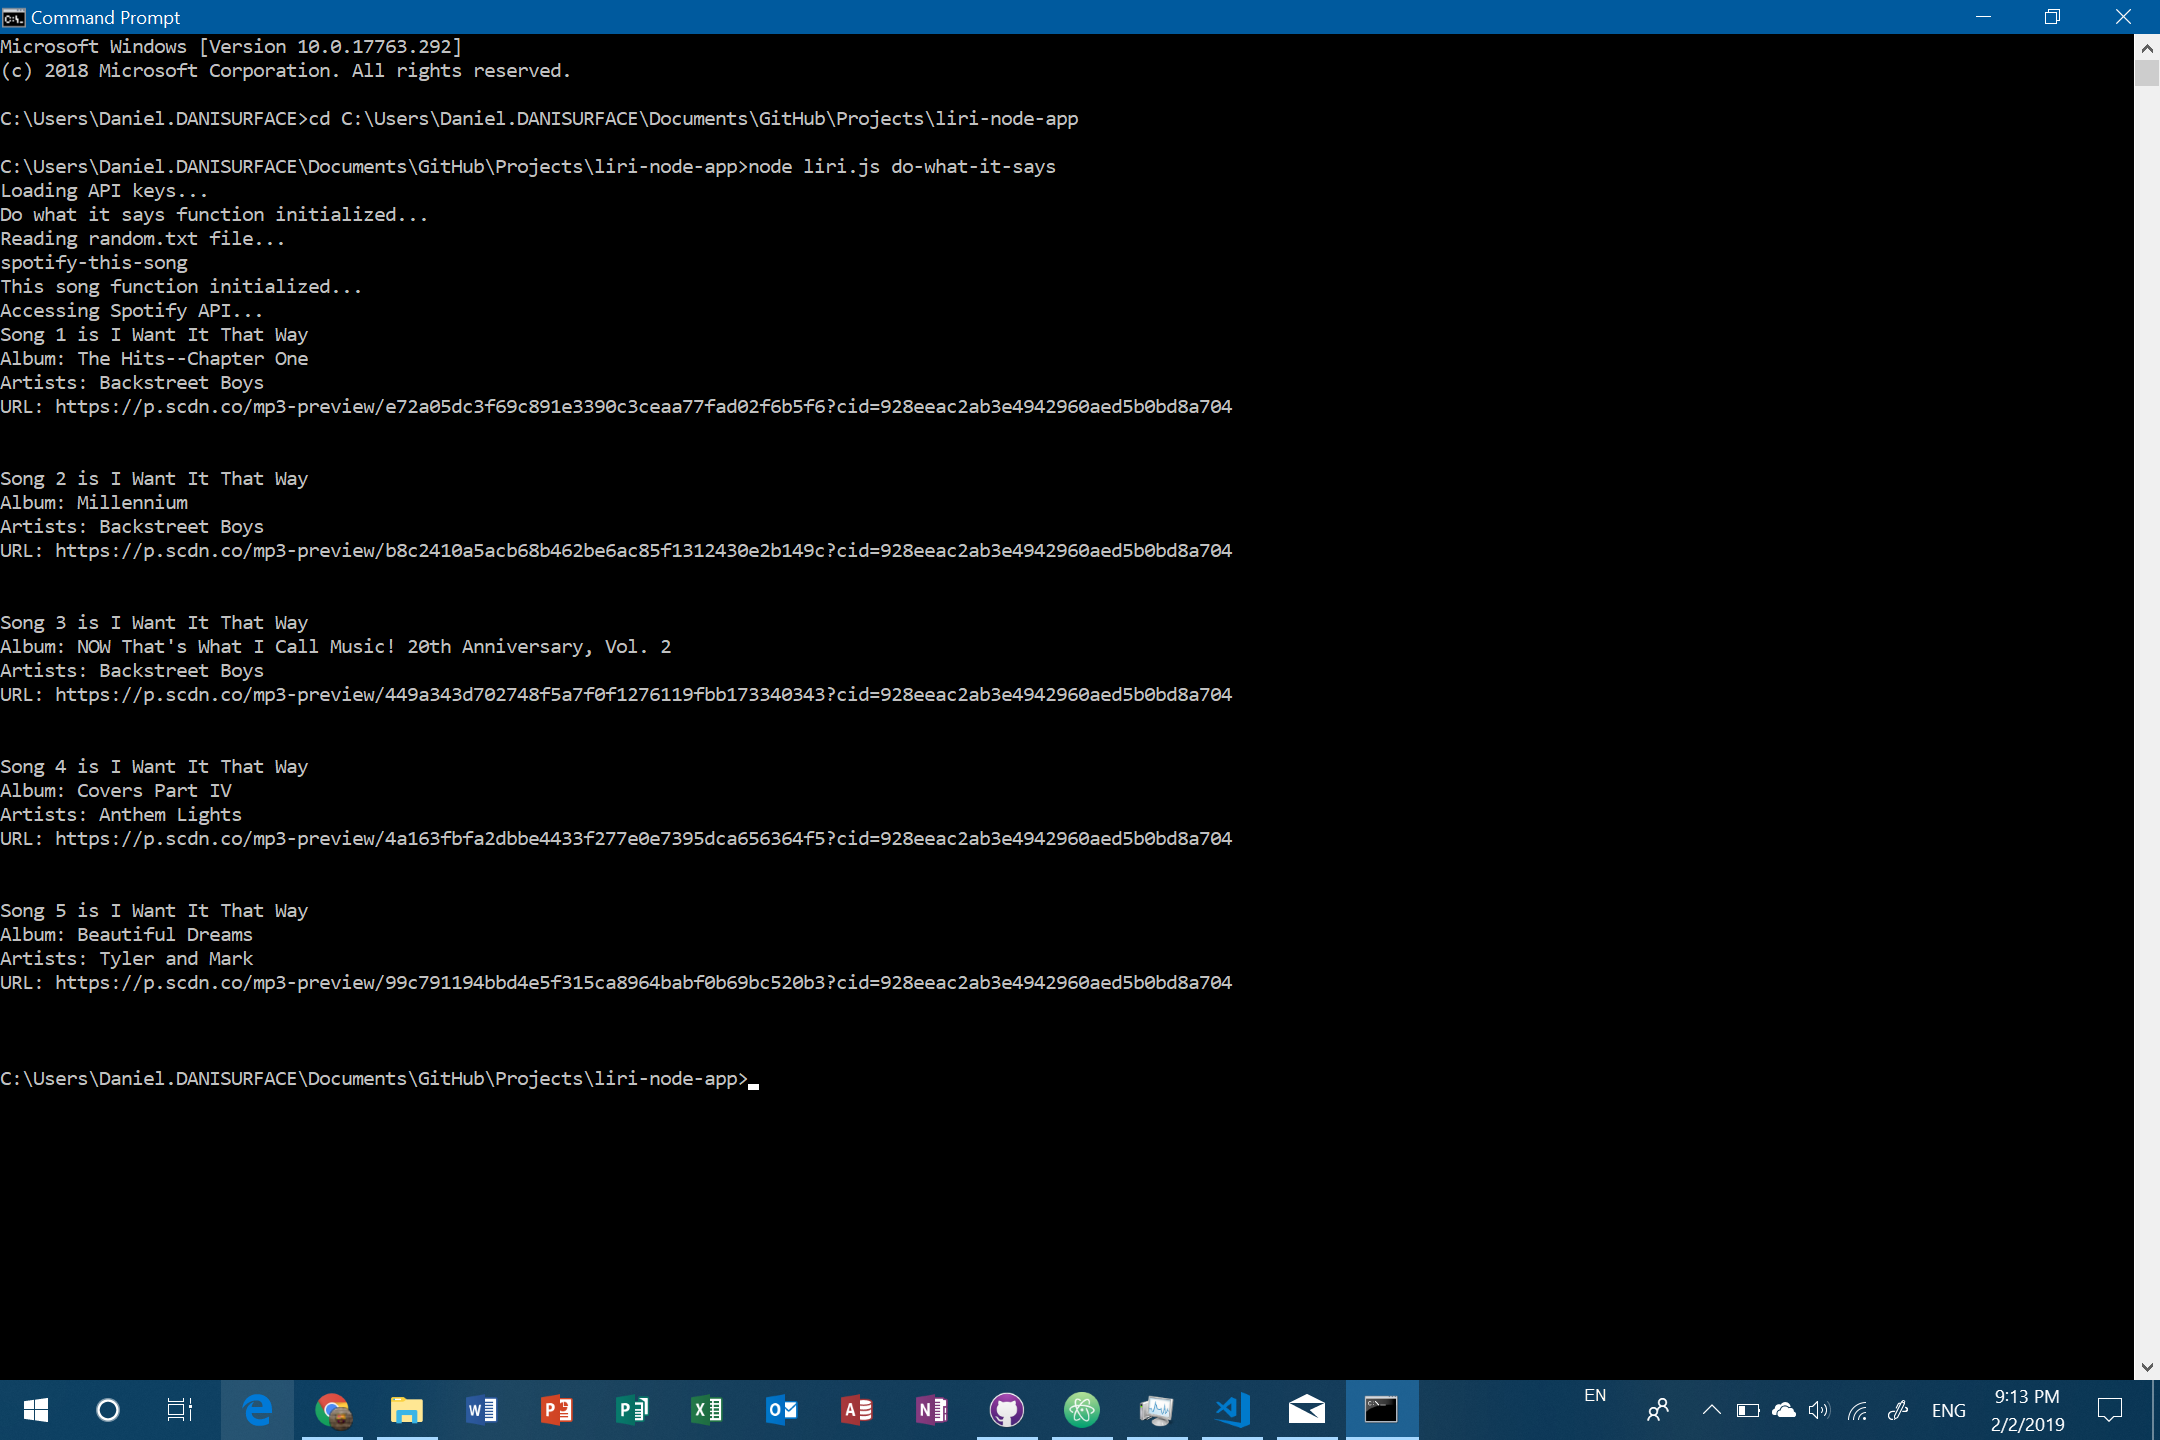 Command Prompt
Microsoft Windows [Version 10.0.17763.292]
(c) 2018 Microsoft Corporation. All rights reserved.
C:\Users\Daniel.DANISURFACE>cd C:\Users\Daniel.DANISURFACE\Documents\GitHub\Projects\liri-node-app
C:\Users\Daniel.DANISURFACE\Documents\GitHub\Projects\liri-node-app>node liri.js do-what-it-says
Loading API keys...
Do what it says function initialized...
Reading random.txt file...
spotify-this-song
This song function initialized...
Accessing Spotify API...
Song 1 is I Want It That Way
Album: The Hits--Chapter One
Artists: Backstreet Boys
URL: https://p.scdn.co/mp3-preview/e72a05dc3f69c891e3390c3ceaa77fad02f6b5f6?cid=928eeac2ab3e4942960aed5b0bd8a704
Song 2 is I Want It That Way
Album: Millennium
Artists: Backstreet Boys
URL: https://p.scdn.co/mp3-preview/b8c2410a5acb68b462be6ac85f1312430e2b149c?cid=928eeac2ab3e4942960aed5b0bd8a704
Song 3 is I Want It That Way
Album: NOW That's What I Call Music! 20th Anniversary, Vol. 2
Artists: Backstreet Boys
URL: https://p.scdn.co/mp3-preview/449a343d702748f5a7f0f1276119fbb173340343?cid=928eeac2ab3e4942960aed5b0bd8a704
Song 4 is I Want It That Way
Album: Covers Part IV
Artists: Anthem Lights
URL: https://p.scdn.co/mp3-preview/4a163fbfa2dbbe4433f277e0e7395dca656364f5?cid=928eeac2ab3e4942960aed5b0bd8a704
Song 5 is I Want It That Way
Album: Beautiful Dreams
Artists: Tyler and Mark
URL: https://p.scdn.co/mp3-preview/99c791194bbd4e5f315ca8964babf0b69bc520b3?cid=928eeac2ab3e4942960aed5b0bd8a704
C:\Users\Daniel.DANISURFACE\Documents\GitHub\Projects\liri-node-app>
EN
ENG
9:13 PM
2/2/2019